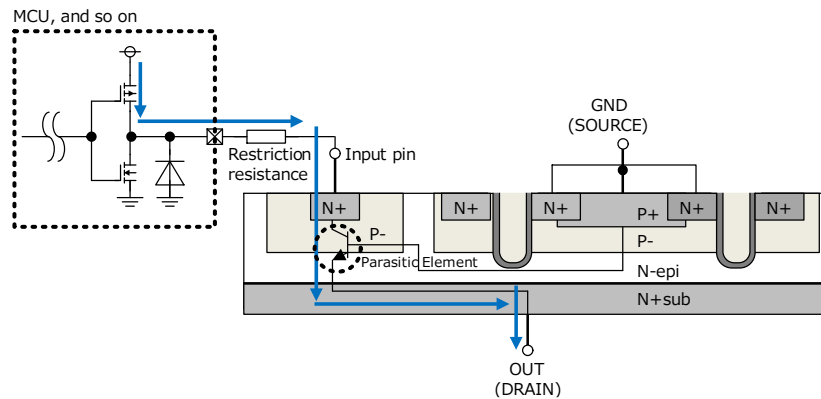 MCU, and so on
GND
(SOURCE)
Restriction
resistance
Input pin
N+
N+
N+
P+
N+
N+
P-
P-
Parasitic Element
N-epi
N+sub
OUT
(DRAIN)